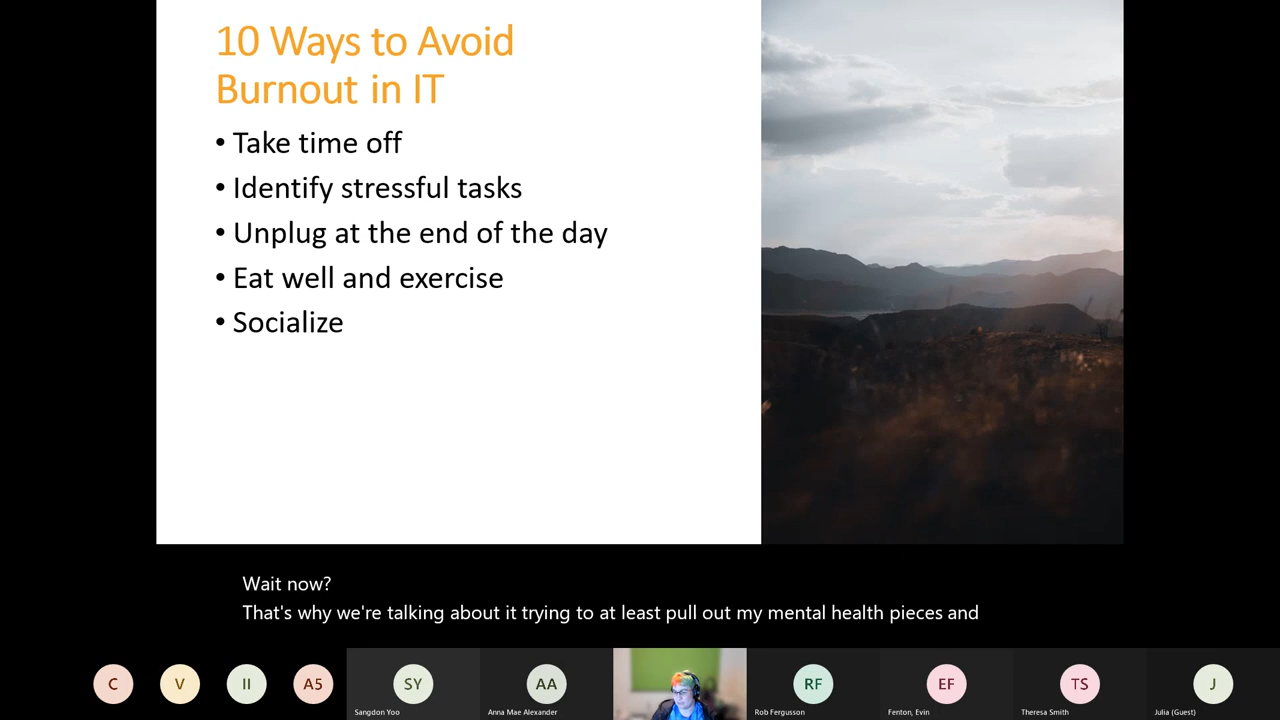 10 Ways to Avoid
Burnout in IT
• Take time off
• Identify stressful tasks
• Unplug at the end of the day
• Eat well and exercise
• Socialize
Wait now?
That's why we're talking about it trying to at least pull out my mental health pieces and
C V II A5 SY AA RF EF TS J
Sangdon Yoo Anna Mae Alexander Rob Fergusson Fenton, Evin Theresa Smith Julia (Guest)